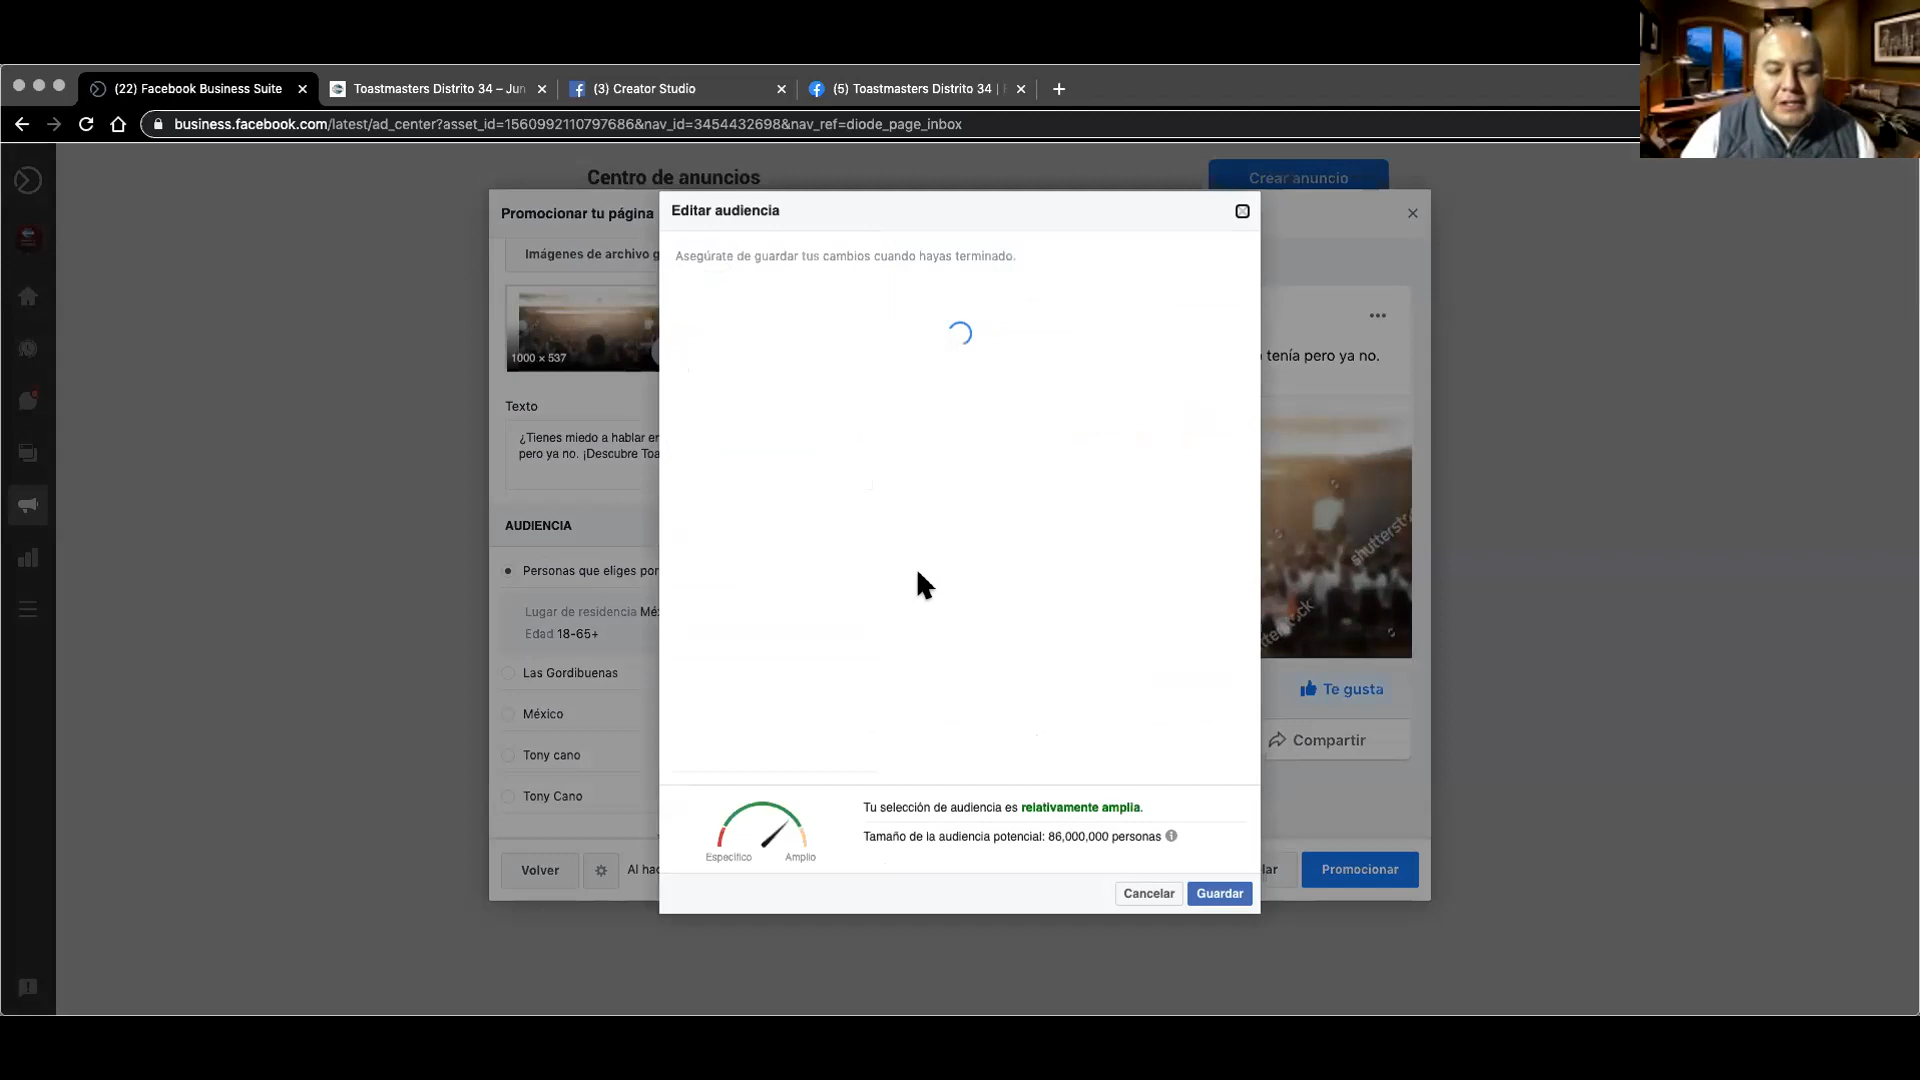 (22) Facebook Business Suite
Toastmasters Distrito 34 – Jun
(3) Creator Studio
(5) Toastmasters Distrito 34 |
business.facebook.com/latest/ad_center?asset_id=1560992110797686&nav_id=3454432698&nav_ref=diode_page_inbox
Centro de anuncios
Crear anuncio
Promocionar tu página
Editar audiencia
Imágenes de archivo g
Asegúrate de guardar tus cambios cuando hayas terminado.
1000 × 537
tenía pero ya no.
Texto
¿Tienes miedo a hablar en
pero ya no. ¡Descubre Toa
shutterstock
AUDIENCIA
Personas que eliges por
Lugar de residencia Méx
Edad 18-65+
Las Gordibuenas
México
Tony cano
Tony Cano
Te gusta
Compartir
Tu selección de audiencia es relativamente amplia.
Tamaño de la audiencia potencial: 86,000,000 personas
Específico
Amplio
Volver
Al hac
lar
Promocionar
Cancelar
Guardar